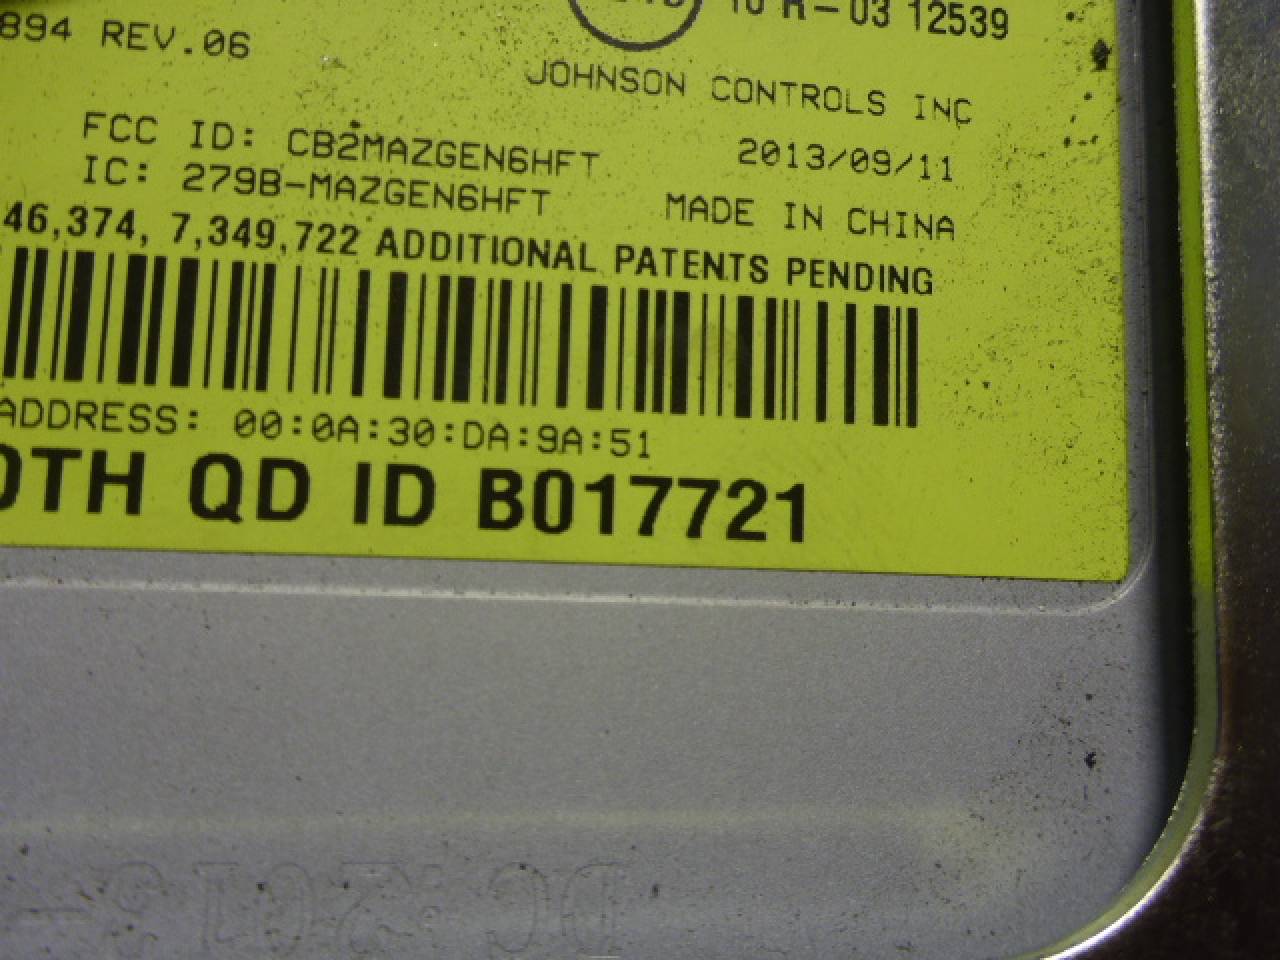 10 R-03 12539
894 REV.06
JOHNSON CONTROLS INC
FCC ID: CB2MAZGEN6HFT
2013/09/11
IC: 279B-MAZGEN6HFT
MADE IN CHINA
46,374, 7,349,722 ADDITIONAL PATENTS PENDING
ADDRESS: 00:0A:30:DA:9A:51
OTH QD ID B017721